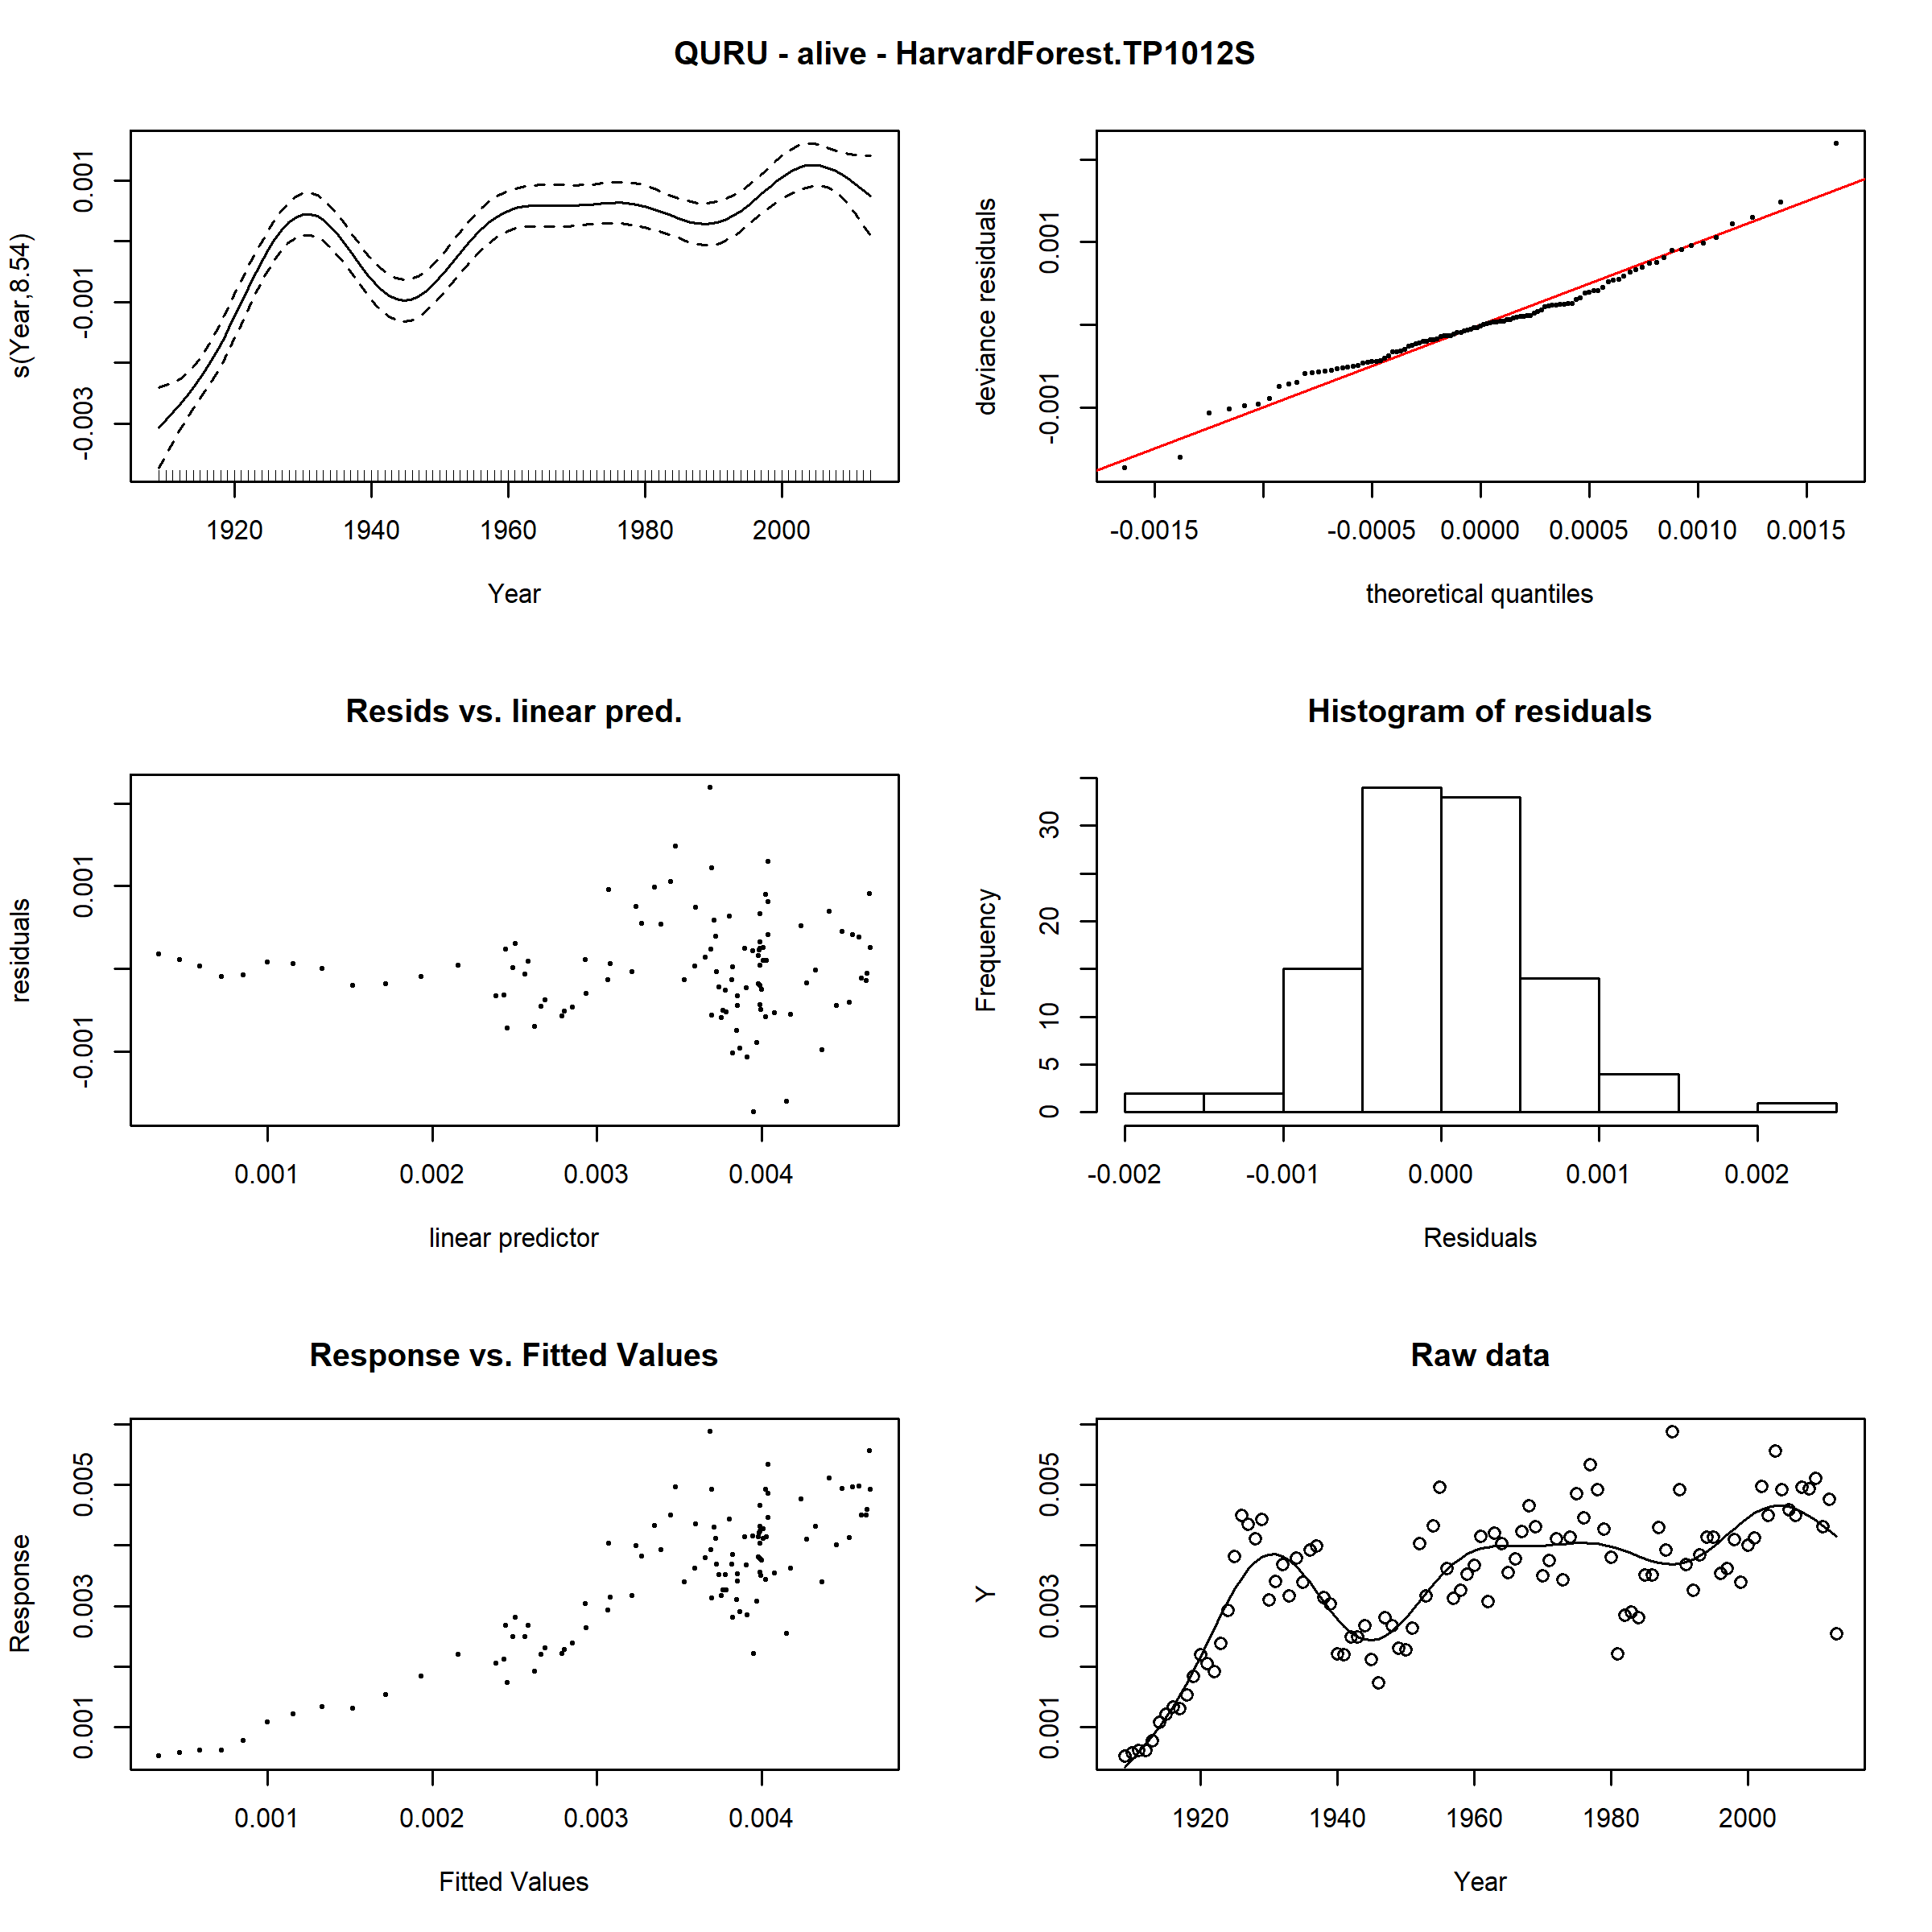 QURU - alive - HarvardForest.TP1012S
s(Year,8.54)
0.001
-0.001
-0.003
1920 1940 1960 1980 2000
Year
deviance residuals
0.001
-0.001
-0.0015 -0.0005 0.0000 0.0005 0.0010 0.0015
theoretical quantiles
Resids vs. linear pred.
residuals
0.001
-0.001
0.001 0.002 0.003 0.004
linear predictor
Histogram of residuals
Frequency
30
20
10
5
0
-0.002 -0.001 0.000 0.001 0.002
Residuals
Response vs. Fitted Values
Response
0.005
0.003
0.001
0.001 0.002 0.003 0.004
Fitted Values
Raw data
Y
0.005
0.003
0.001
1920 1940 1960 1980 2000
Year